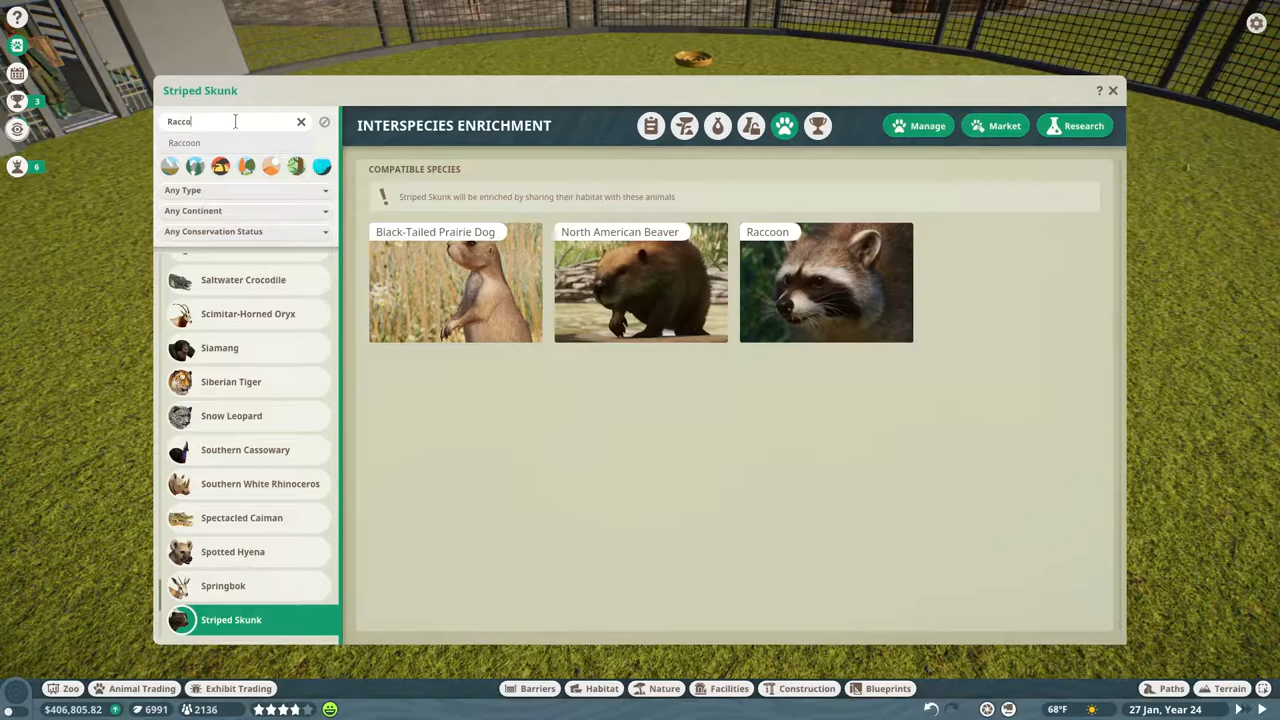 Striped Skunk
?
Racco
Raccoon
Any Type
Any Continent
Any Conservation Status
Saltwater Crocodile
Scimitar-Horned Oryx
Siamang
Siberian Tiger
Snow Leopard
Southern Cassowary
Southern White Rhinoceros
Spectacled Caiman
Spotted Hyena
Springbok
Striped Skunk
INTERSPECIES ENRICHMENT
Manage
Market
Research
COMPATIBLE SPECIES
Striped Skunk will be enriched by sharing their habitat with these animals
Black-Tailed Prairie Dog
North American Beaver
Raccoon
?
3
6
Zoo
Animal Trading
Exhibit Trading
Barriers
Habitat
Nature
Facilities
Construction
Blueprints
Paths
Terrain
$406,805.82
6991
2136
68°F
27 Jan, Year 24